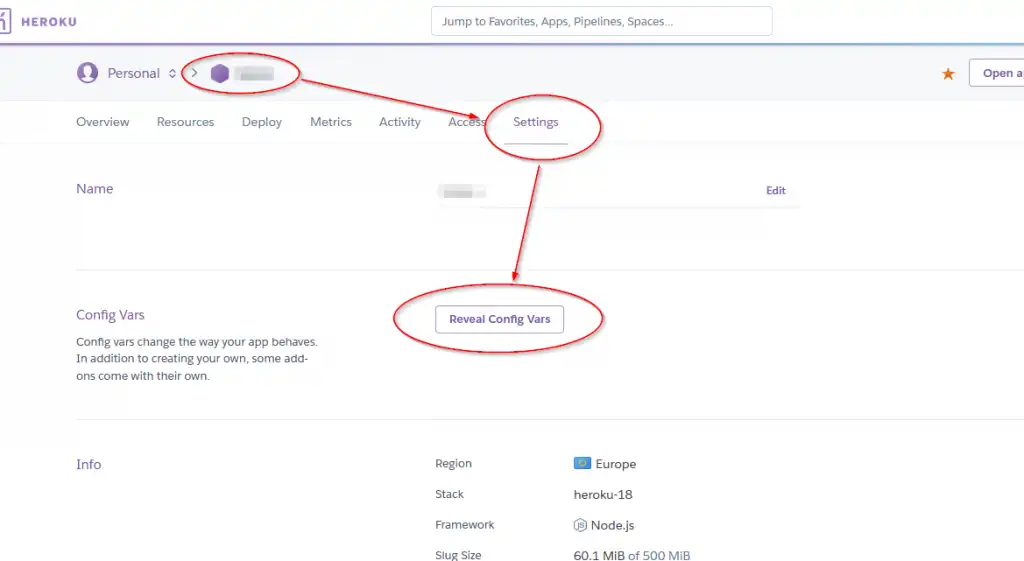 HEROKU
Jump to Favorites, Apps, Pipelines, Spaces...
Personal
Open a
Overview Resources Deploy Metrics Activity Access Settings
Name
Edit
Config Vars
Reveal Config Vars
Config vars change the way your app behaves.
In addition to creating your own, some add-
ons come with their own.
Info
Region Europe
Stack heroku-18
Framework Node.js
Slug Size 60.1 MiB of 500 MiB